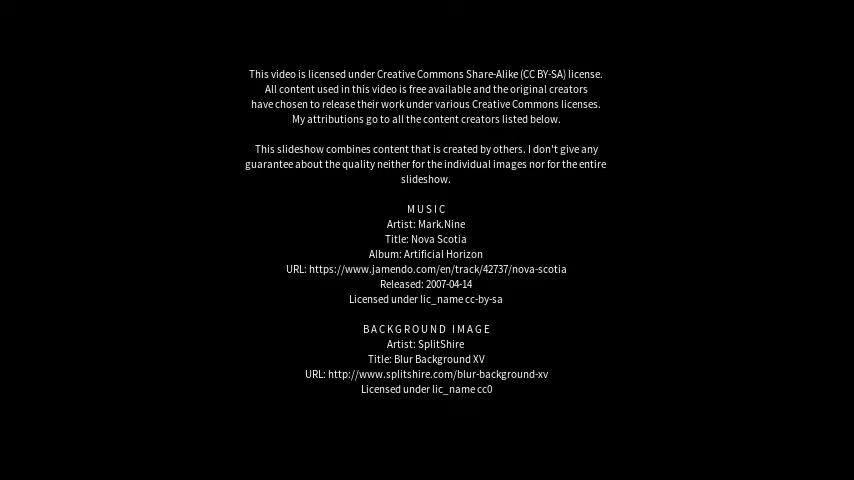 This video is licensed under Creative Commons Share-Alike (CC BY-SA) license.
All content used in this video is free available and the original creators
have chosen to release their work under various Creative Commons licenses.
My attributions go to all the content creators listed below.
This slideshow combines content that is created by others. I don't give any
guarantee about the quality neither for the individual images nor for the entire
slideshow.
MUSIC
Artist: Mark.Nine
Title: Nova Scotia
Album: Artificial Horizon
URL: https://www.jamendo.com/en/track/42737/nova-scotia
Released: 2007-04-14
Licensed under lic_name cc-by-sa
BACKGROUND IMAGE
Artist: SplitShire
Title: Blur Background XV
URL: http://www.splitshire.com/blur-background-xv
Licensed under lic_name cc0